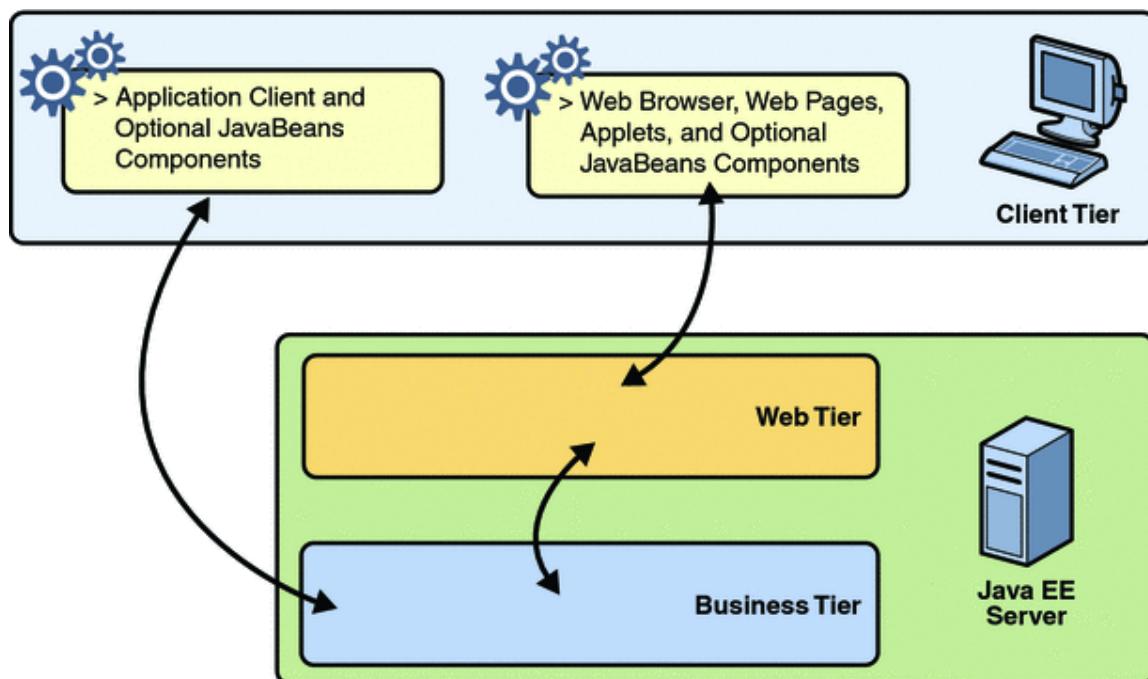 > Application Client and
Optional JavaBeans
Components
> Web Browser, Web Pages,
Applets, and Optional
JavaBeans Components
Client Tier
Web Tier
Business Tier
Java EE
Server